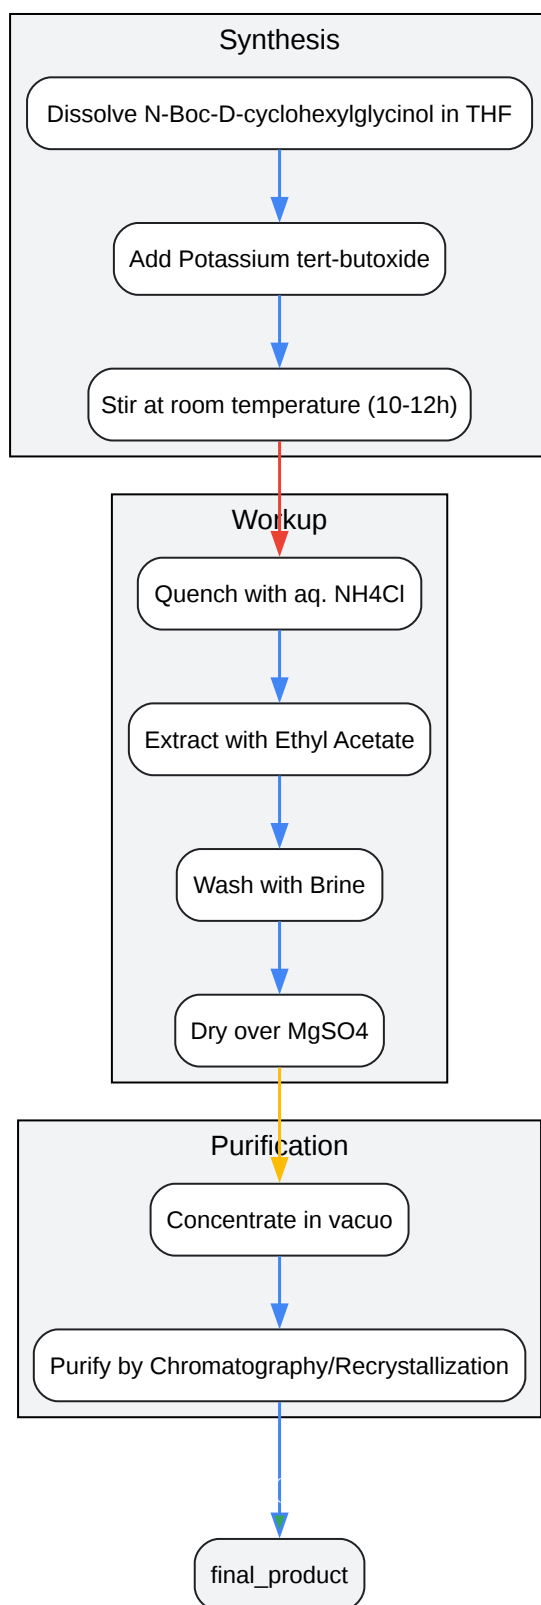 Synthesis
Dissolve N-Boc-D-cyclohexylglycinol in THF
Add Potassium tert-butoxide
Stir at room temperature (10-12h)
Workup
Quench with aq. NH4Cl
Extract with Ethyl Acetate
Wash with Brine
Dry over MgSO4
Purification
Concentrate in vacuo
Purify by Chromatography/Recrystallization
final_product